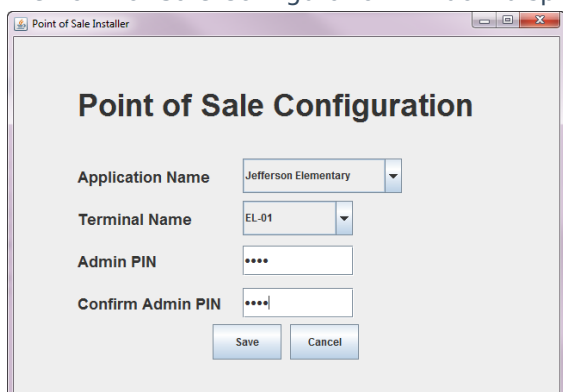 Point of Sale Installer
Point of Sale Configuration
Application Name Jefferson Elementary
Terminal Name EL-01
Admin PIN ••••
Confirm Admin PIN ••••
Save Cancel